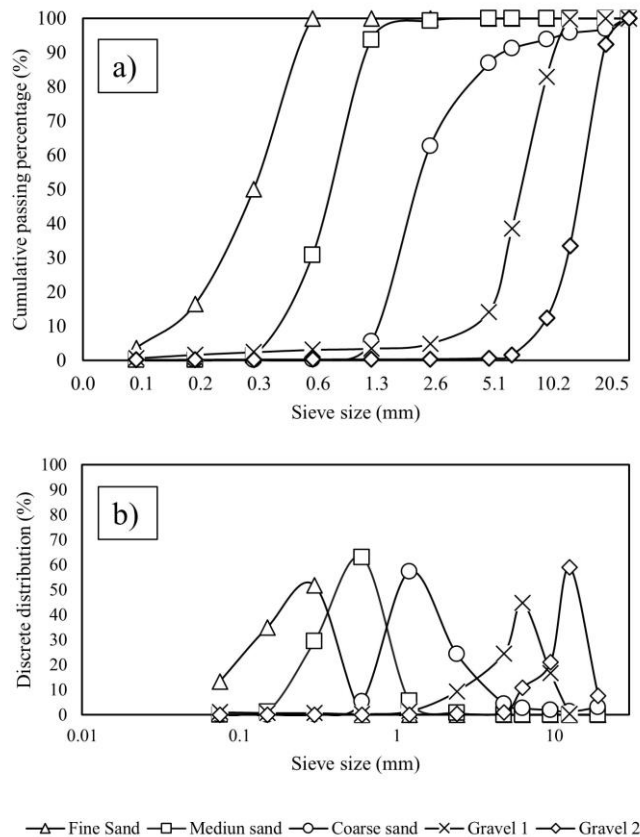 100
90
80
70
60
50
40
30
20
10
0
Cumulative passing percentage (%)
a)
0.0 0.1 0.2 0.3 0.6 1.3 2.6 5.1 10.2 20.5
Sieve size (mm)
100
90
80
70
60
50
40
30
20
10
0
Discrete distribution (%)
b)
0.01 0.1 1 10
Sieve size (mm)
Fine Sand Mediun sand Coarse sand Gravel 1 Gravel 2